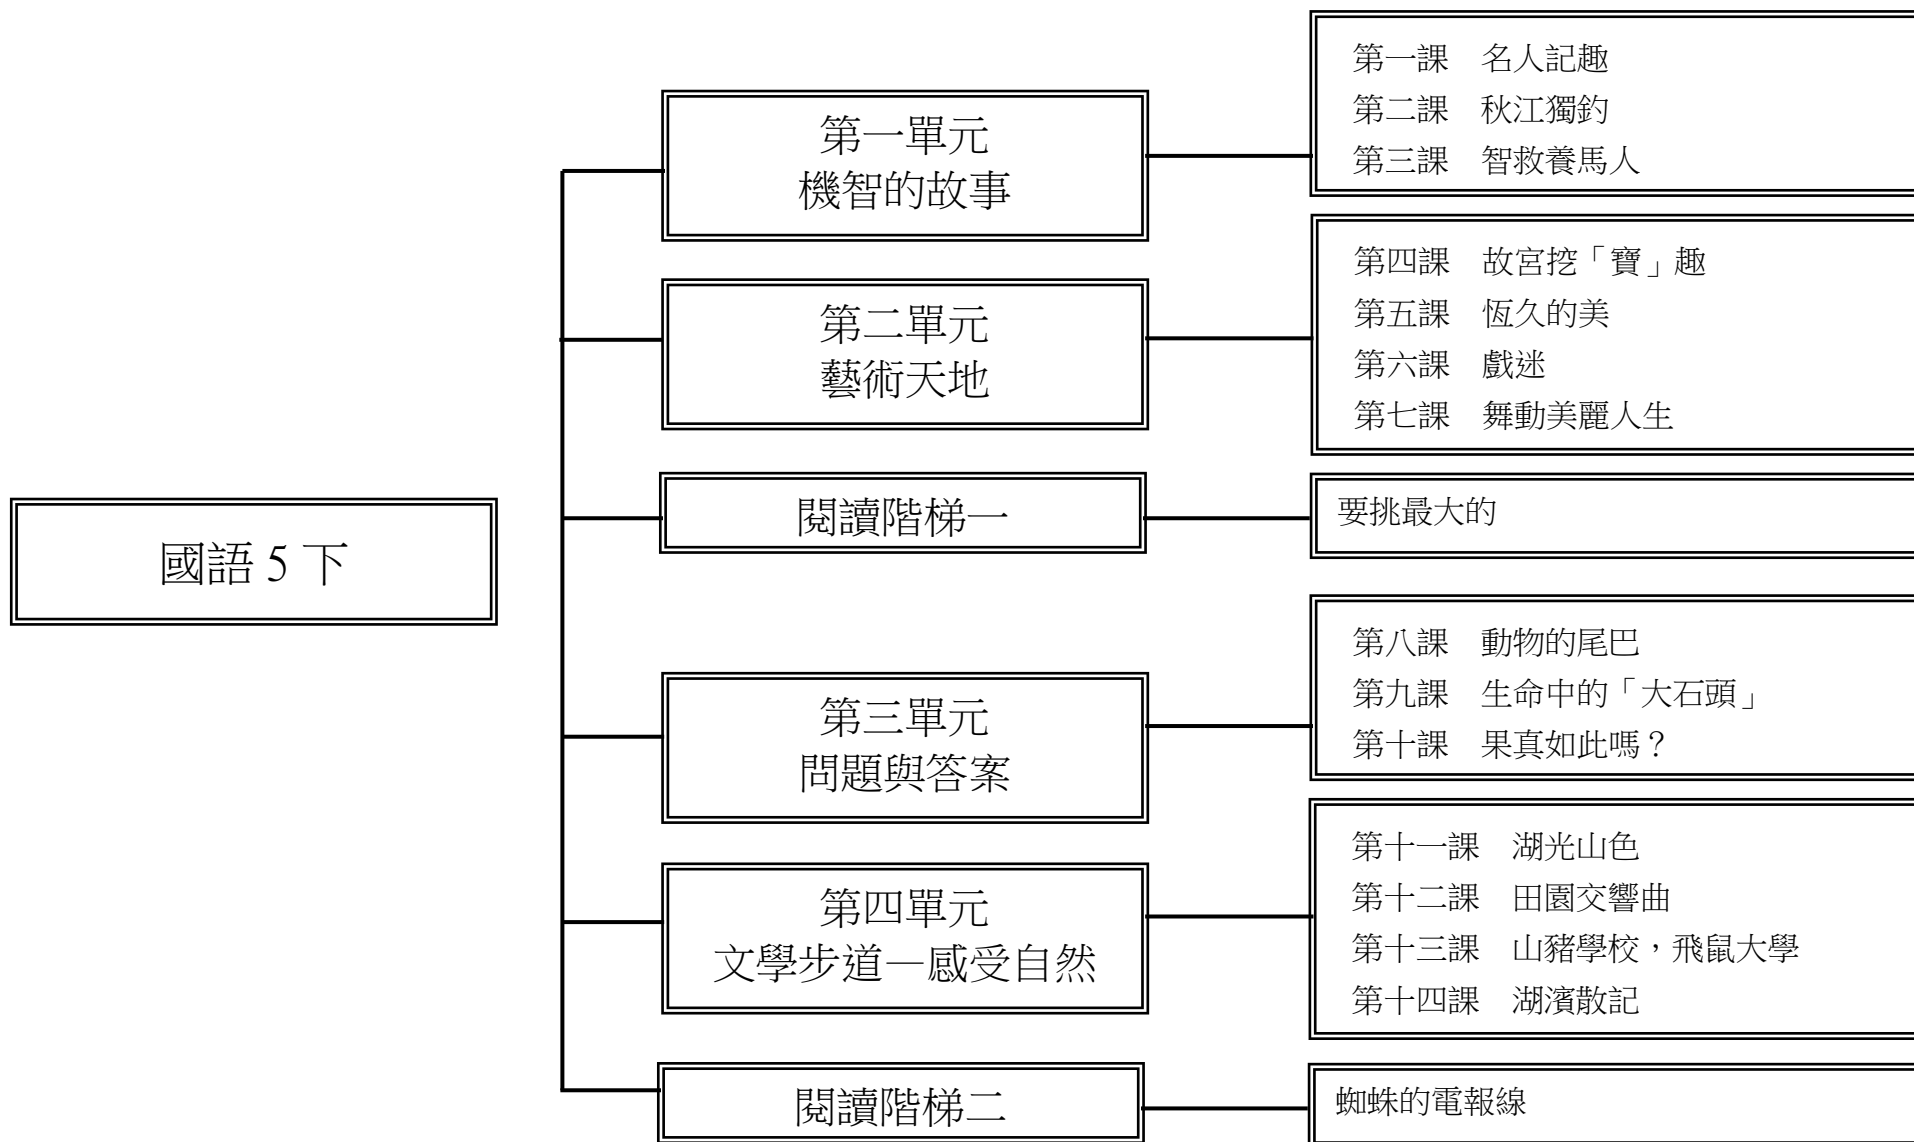 國語 5 下
第一單元
機智的故事
第一課　名人記趣
第二課　秋江獨釣
第三課　智救養馬人
第二單元
藝術天地
第四課　故宮挖「寶」趣
第五課　恆久的美
第六課　戲迷
第七課　舞動美麗人生
閱讀階梯一
要挑最大的
第三單元
問題與答案
第八課　動物的尾巴
第九課　生命中的「大石頭」
第十課　果真如此嗎？
第四單元
文學步道—感受自然
第十一課　湖光山色
第十二課　田園交響曲
第十三課　山豬學校，飛鼠大學
第十四課　湖濱散記
閱讀階梯二
蜘蛛的電報線